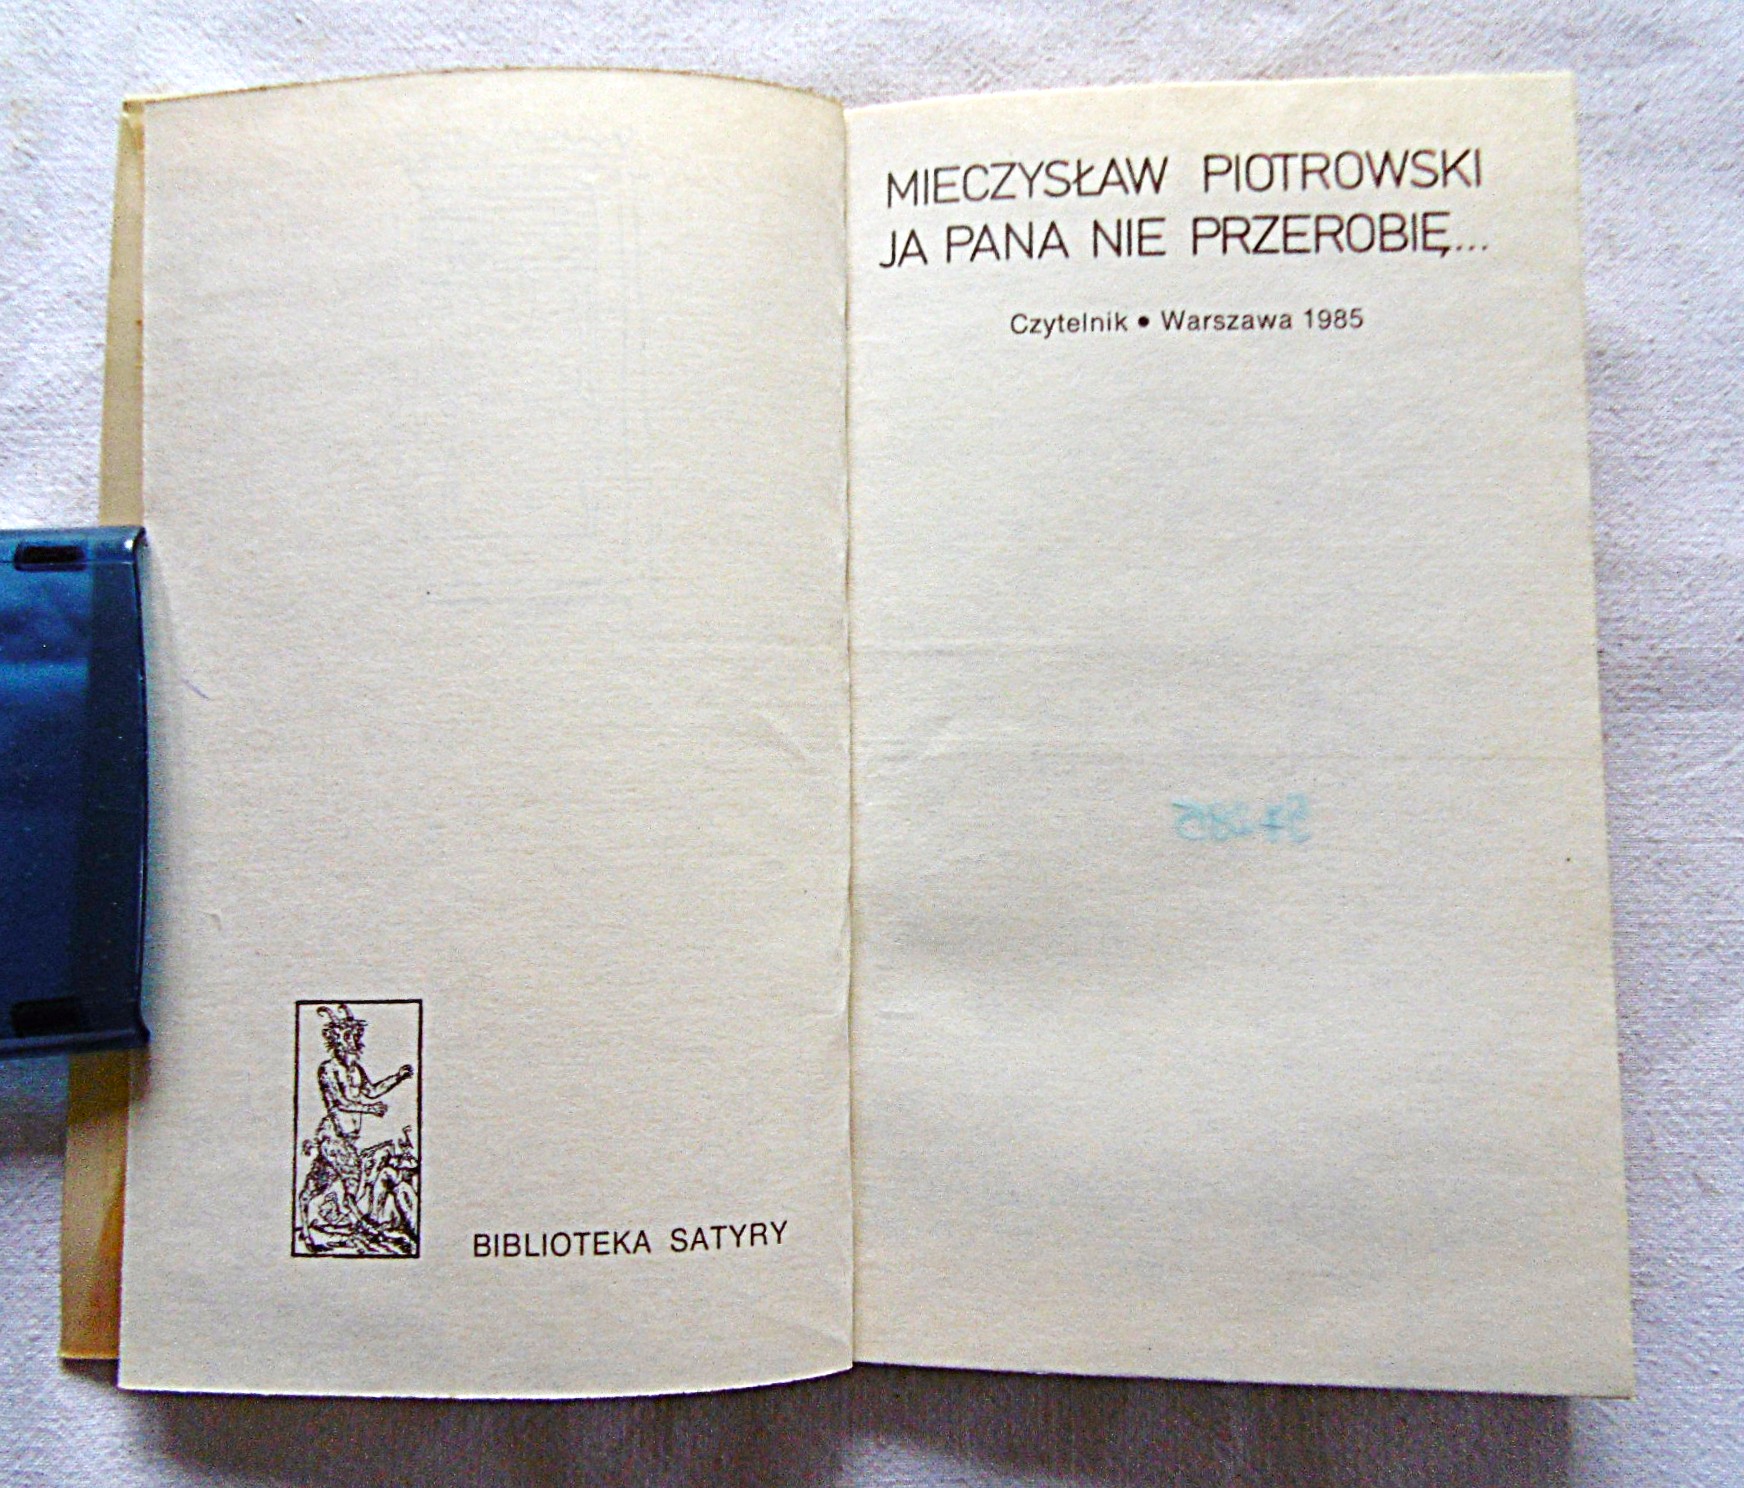 BIBLIOTEKA SATYRY
MIECZYSŁAW PIOTROWSKI
JA PANA NIE PRZEROBIĘ...
Czytelnik • Warszawa 1985